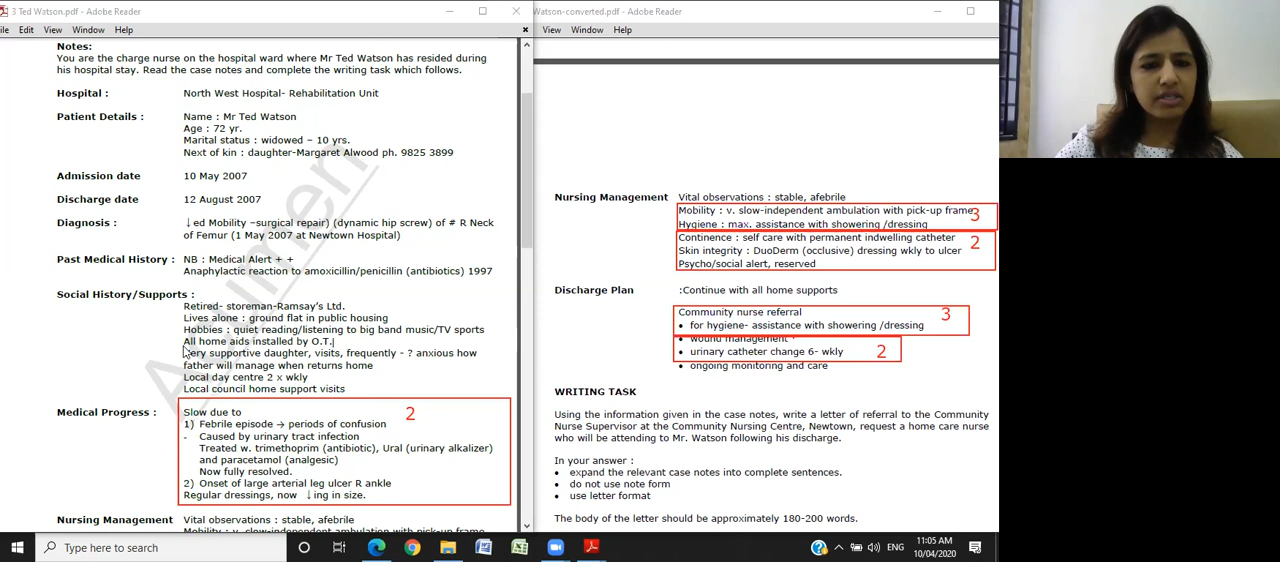 3 Ted Watson.pdf - Adobe Reader
File Edit View Window Help
Notes:
You are the charge nurse on the hospital ward where Mr Ted Watson has resided during
his hospital stay. Read the case notes and complete the writing task which follows.
Hospital : North West Hospital- Rehabilitation Unit
Patient Details : Name : Mr Ted Watson
Age : 72 yr.
Marital status : widowed – 10 yrs.
Next of kin : daughter-Margaret Alwood ph. 9825 3899
Admission date 10 May 2007
Discharge date 12 August 2007
Diagnosis : ↓ed Mobility –surgical repair) (dynamic hip screw) of # R Neck
of Femur (1 May 2007 at Newtown Hospital)
Past Medical History : NB : Medical Alert + +
Anaphylactic reaction to amoxicillin/penicillin (antibiotics) 1997
Social History/Supports :
Retired- storeman-Ramsay's Ltd.
Lives alone : ground flat in public housing
Hobbies : quiet reading/listening to big band music/TV sports
All home aids installed by O.T.
Very supportive daughter, visits, frequently - ? anxious how
father will manage when returns home
Local day centre 2 x wkly
Local council home support visits
Medical Progress : Slow due to 2
1) Febrile episode → periods of confusion
- Caused by urinary tract infection
Treated w. trimethoprim (antibiotic), Ural (urinary alkalizer)
and paracetamol (analgesic)
Now fully resolved.
2) Onset of large arterial leg ulcer R ankle
Regular dressings, now ↓ing in size.
Nursing Management Vital observations : stable, afebrile
Mobility : v. slow-independent ambulation with pick-up frame
Acumen
Watson-converted.pdf - Adobe Reader
View Window Help
Nursing Management Vital observations : stable, afebrile
Mobility : v. slow-independent ambulation with pick-up frame 3
Hygiene : max. assistance with showering /dressing
Continence : self care with permanent indwelling catheter 2
Skin integrity : DuoDerm (occlusive) dressing wkly to ulcer
Psycho/social alert, reserved
Discharge Plan :Continue with all home supports
Community nurse referral 3
• for hygiene- assistance with showering /dressing
• wound management
• urinary catheter change 6- wkly 2
• ongoing monitoring and care
WRITING TASK
Using the information given in the case notes, write a letter of referral to the Community
Nurse Supervisor at the Community Nursing Centre, Newtown, request a home care nurse
who will be attending to Mr. Watson following his discharge.
In your answer :
• expand the relevant case notes into complete sentences.
• do not use note form
• use letter format
The body of the letter should be approximately 180-200 words.
Type here to search
ENG
11:05 AM
10/04/2020